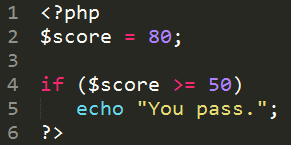 1 <?php
2 $score = 80;
3
4 if ($score >= 50)
5     echo "You pass.";
6 ?>